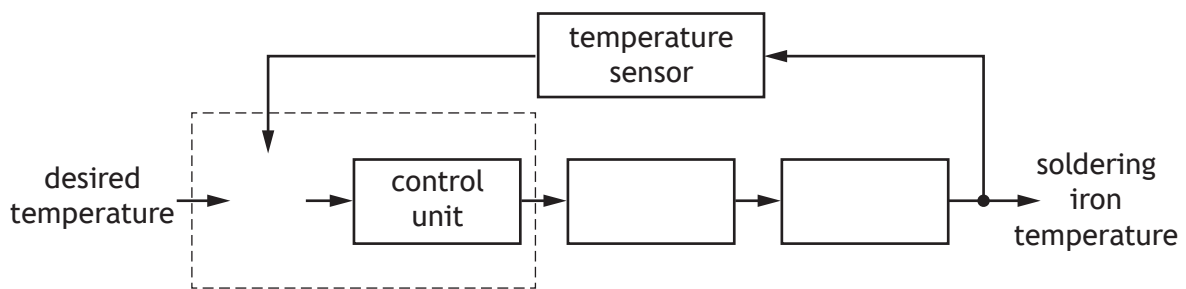 temperature
sensor
desired
temperature
control
unit
soldering
iron
temperature